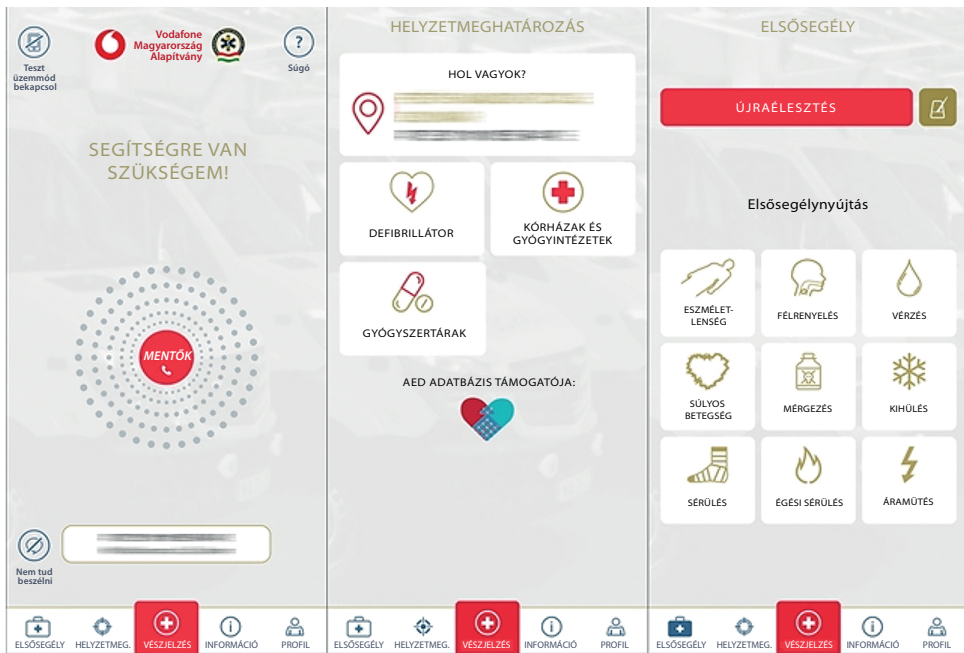 Vodafone
Magyarország
Alapítvány
?
Teszt
üzemmód
bekapcsol
Súgó
SEGÍTSÉGRE VAN
SZÜKSÉGEM!
MENTŐK
Nem tud
beszélni
ELSŐSEGÉLY
HELYZETMEG.
VÉSZJELZÉS
INFORMÁCIÓ
PROFIL
HELYZETMEGHATÁROZÁS
HOL VAGYOK?
DEFIBRILLÁTOR
KÓRHÁZAK ÉS
GYÓGYINTÉZETEK
GYÓGYSZERTÁRAK
AED ADATBÁZIS TÁMOGATÓJA:
ELSŐSEGÉLY
HELYZETMEG.
VÉSZJELZÉS
INFORMÁCIÓ
PROFIL
ELSŐSEGÉLY
ÚJRAÉLESZTÉS
Elsősegélynyújtás
ESZMÉLET-
LENSÉG
FÉLRENYELÉS
VÉRZÉS
SÚLYOS
BETEGSÉG
MÉRGEZÉS
KIHŰLÉS
SÉRÜLÉS
ÉGÉSI SÉRÜLÉS
ÁRAMÜTÉS
ELSŐSEGÉLY
HELYZETMEG.
VÉSZJELZÉS
INFORMÁCIÓ
PROFIL